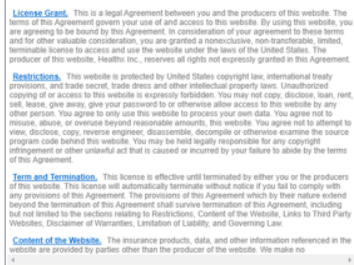 License Grant. This is a legal Agreement between you and the producers of this website. The
terms of this Agreement govern your use of and access to this website. By using this website, you
are agreeing to be bound by this Agreement. In consideration of your agreement to these terms
and for other valuable consideration, you are granted a nonexclusive, non-transferable, limited,
terminable license to access and use the website under the laws of the United States. The
producer of this website, Healthx Inc., reserves all rights not expressly granted in this Agreement.
Restrictions. This website is protected by United States copyright law, international treaty
provisions, and trade secret, trade dress and other intellectual property laws. Unauthorized
copying of or access to this website is expressly forbidden. You may not copy, disclose, loan, rent,
sell, lease, give away, give your password to or otherwise allow access to this website by any
other person. You agree to only use this website to process your own data. You agree not to
misuse, abuse, or overuse beyond reasonable amounts, this website. You agree not to attempt to
view, disclose, copy, reverse engineer, disassemble, decompile or otherwise examine the source
program code behind this website. You may be held legally responsible for any copyright
infringement or other unlawful act that is caused or incurred by your failure to abide by the terms
of this Agreement.
Term and Termination. This license is effective until terminated by either you or the producers
of this website. This license will automatically terminate without notice if you fail to comply with
any provisions of this Agreement. The provisions of this Agreement which by their nature extend
beyond the termination of this Agreement shall survive termination of this Agreement, including
but not limited to the sections relating to Restrictions, Content of the Website, Links to Third Party
Websites, Disclaimer of Warranties, Limitation of Liability, and Governing Law.
Content of the Website. The insurance products, data, and other information referenced in the
website are provided by parties other than the producer of the website. We make no